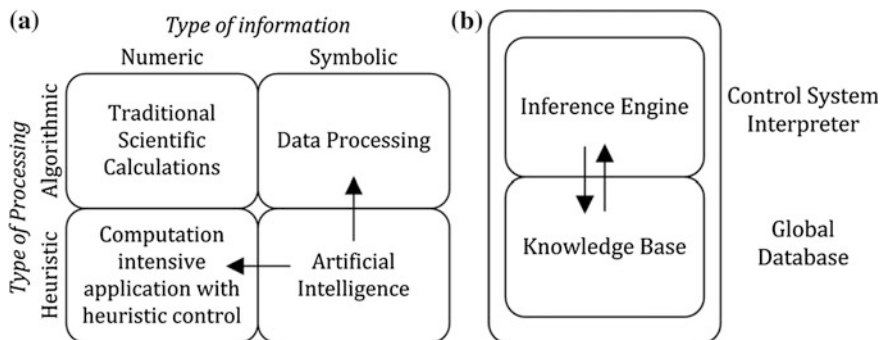 (a)
Type of information
Numeric
Symbolic
Type of Processing
Algorithmic
Traditional
Scientific
Calculations
Data Processing
Heuristic
Computation
intensive
application with
heuristic control
Artificial
Intelligence
(b)
Inference Engine
Control System
Interpreter
Knowledge Base
Global
Database